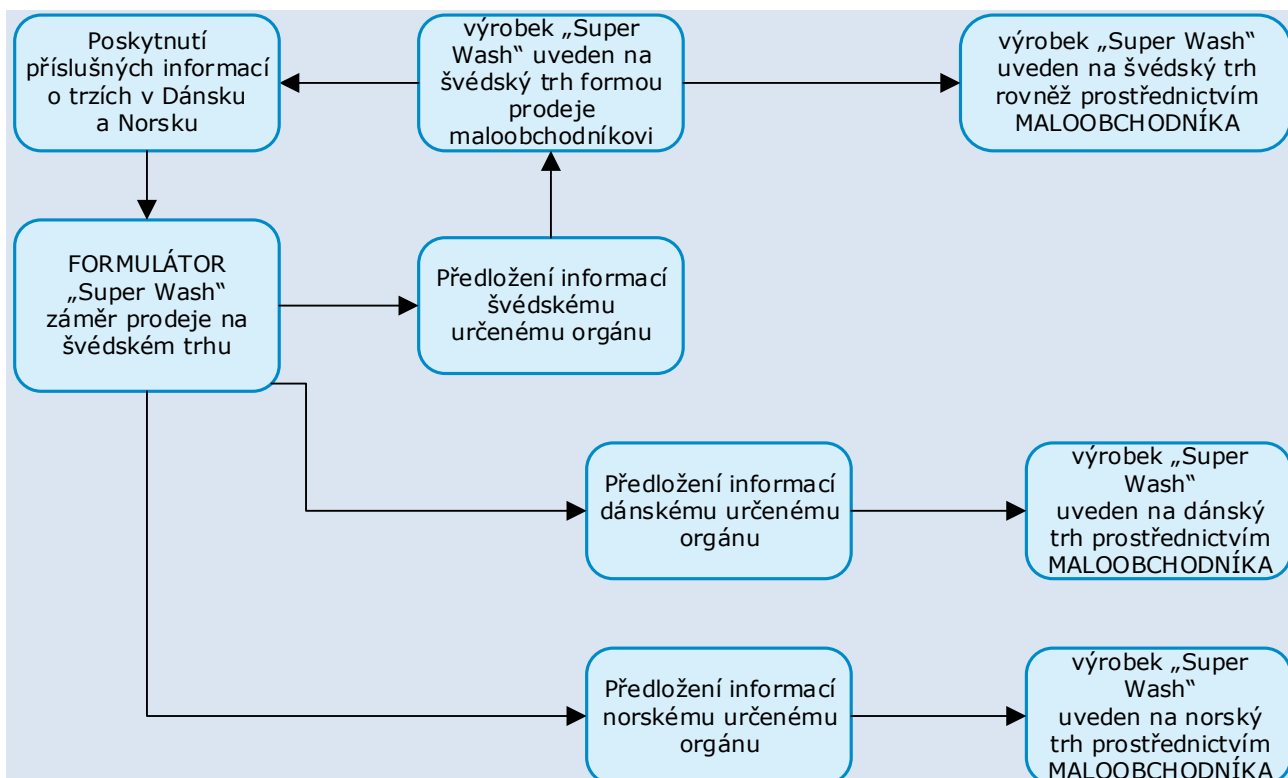 Poskytnutí
příslušných informací
o trzích v Dánsku
a Norsku
výrobek „Super
Wash“ uveden na
švédský trh formou
prodeje
maloobchodníkovi
výrobek „Super Wash“
uveden na švédský trh
rovněž prostřednictvím
MALOOBCHODNÍKA
FORMULÁTOR
„Super Wash“
záměr prodeje na
švédském trhu
Předložení informací
švédskému
určenému orgánu
Předložení informací
dánskému určenému
orgánu
výrobek „Super
Wash“
uveden na dánský
trh prostřednictvím
MALOOBCHODNÍKA
Předložení informací
norskému určenému
orgánu
výrobek „Super
Wash“
uveden na norský
trh prostřednictvím
MALOOBCHODNÍKA